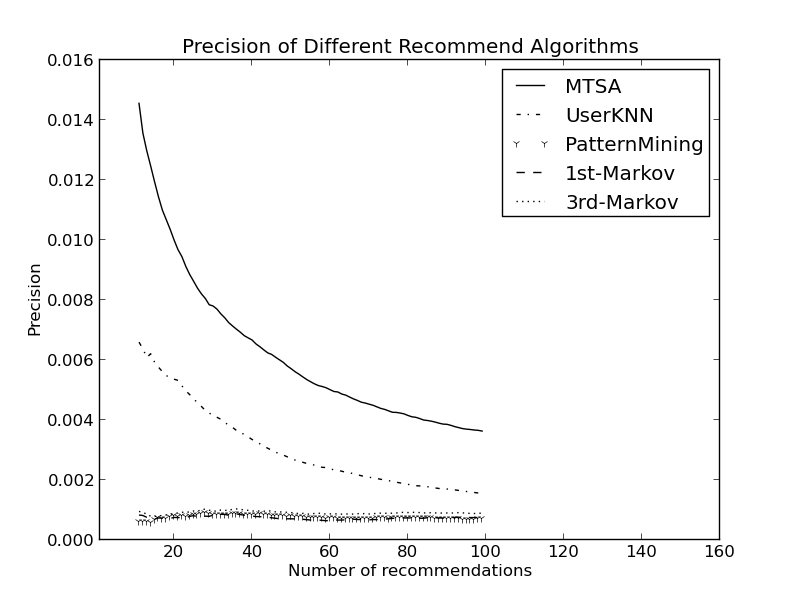 Precision of Different Recommend Algorithms
0.016
0.014
0.012
0.010
0.008
0.006
0.004
0.002
0.000
Precision
MTSA
UserKNN
PatternMining
1st-Markov
3rd-Markov
20 40 60 80 100 120 140 160
Number of recommendations